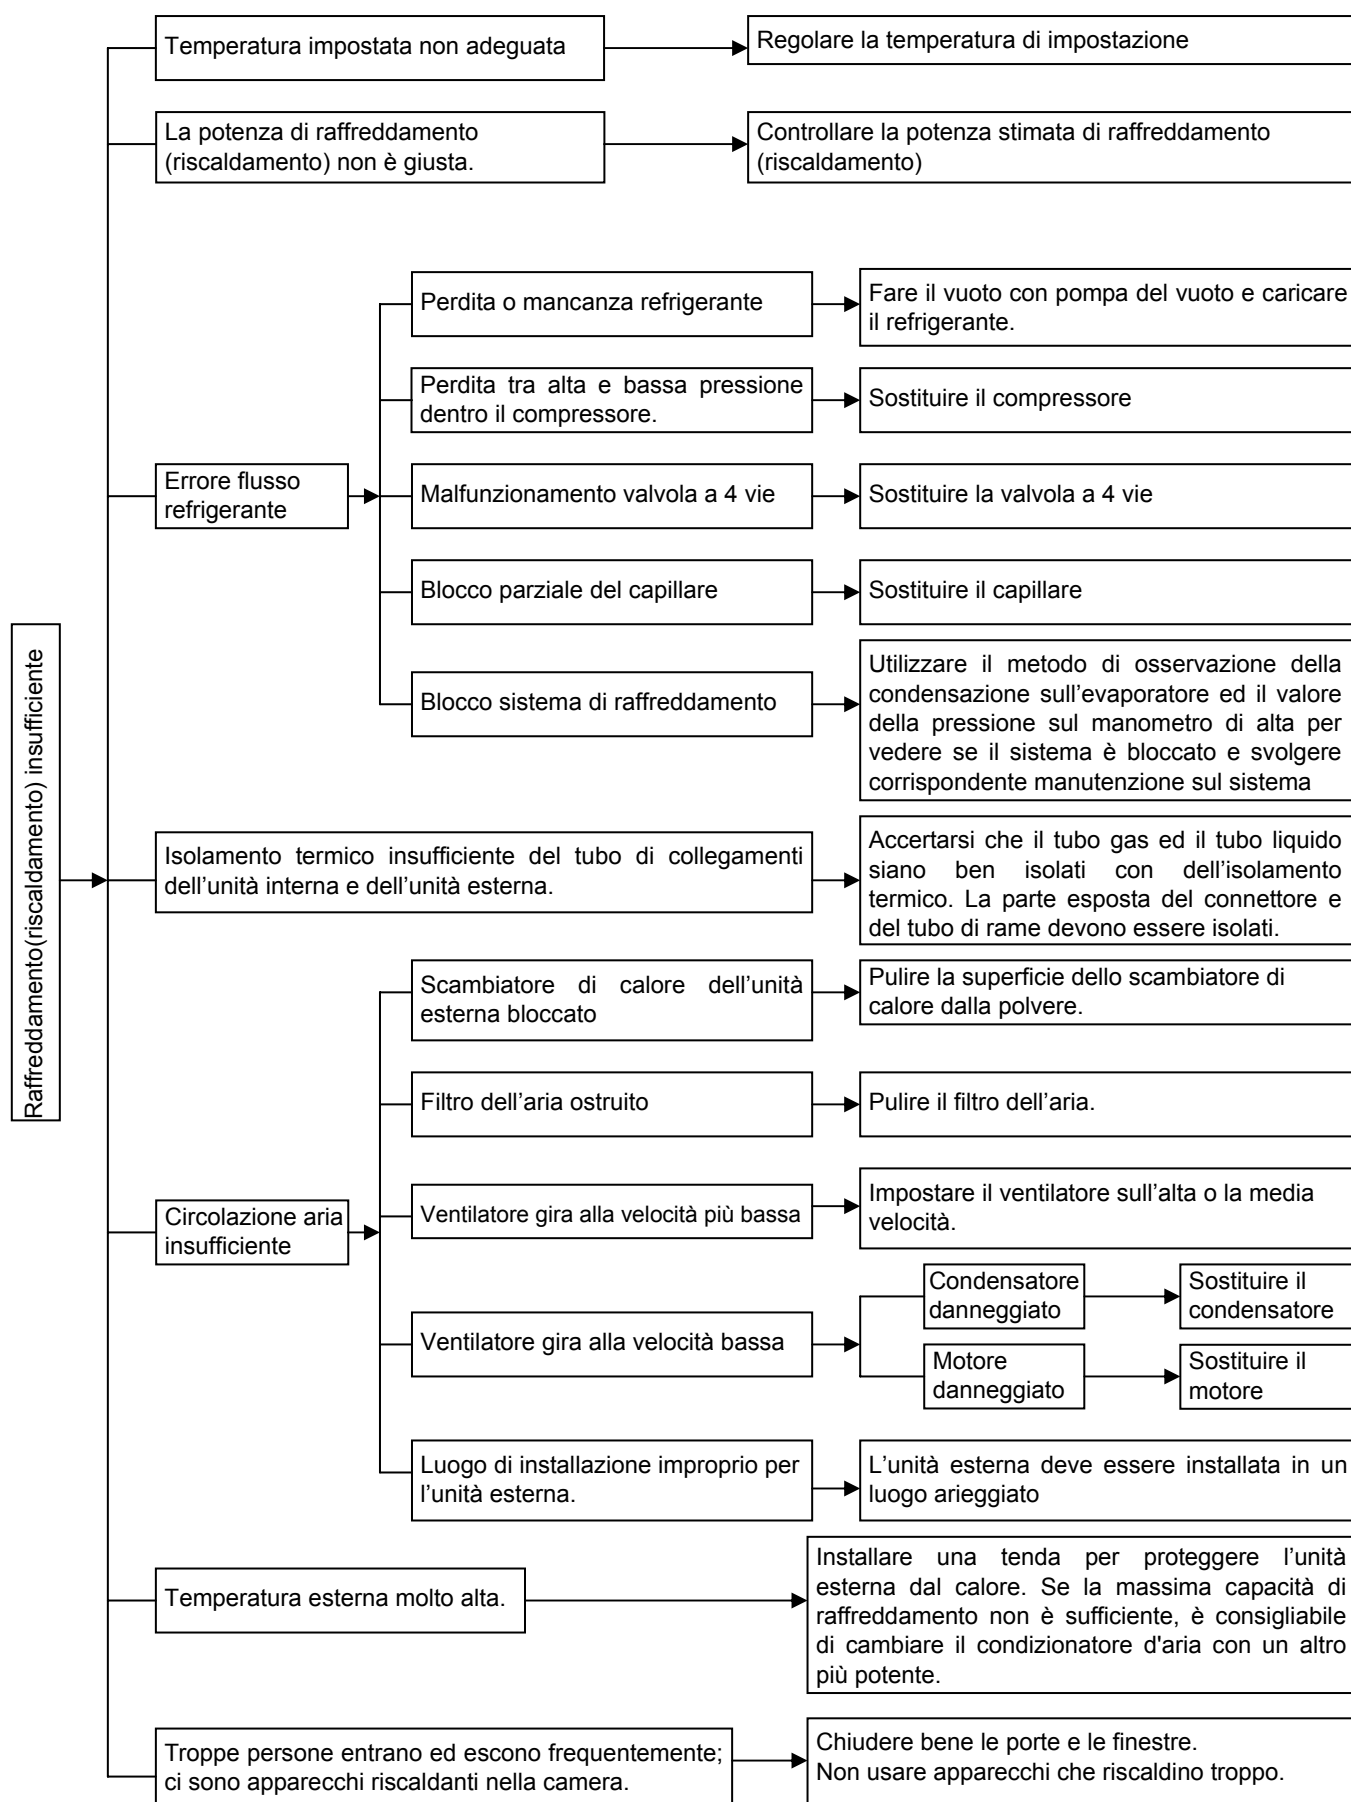 Temperatura impostata non adeguata
Regolare la temperatura di impostazione
La potenza di raffreddamento
(riscaldamento) non è giusta.
Controllare la potenza stimata di raffreddamento
(riscaldamento)
Perdita o mancanza refrigerante
Fare il vuoto con pompa del vuoto e caricare
il refrigerante.
Perdita tra alta e bassa pressione
dentro il compressore.
Sostituire il compressore
Errore flusso
refrigerante
Malfunzionamento valvola a 4 vie
Sostituire la valvola a 4 vie
Blocco parziale del capillare
Sostituire il capillare
Blocco sistema di raffreddamento
Utilizzare il metodo di osservazione della
condensazione sull’evaporatore ed il valore
della pressione sul manometro di alta per
vedere se il sistema è bloccato e svolgere
corrispondente manutenzione sul sistema
Raffreddamento(riscaldamento) insufficiente
Isolamento termico insufficiente del tubo di collegamenti
dell’unità interna e dell’unità esterna.
Accertarsi che il tubo gas ed il tubo liquido
siano ben isolati con dell’isolamento
termico. La parte esposta del connettore e
del tubo di rame devono essere isolati.
Scambiatore di calore dell’unità
esterna bloccato
Pulire la superficie dello scambiatore di
calore dalla polvere.
Filtro dell’aria ostruito
Pulire il filtro dell’aria.
Circolazione aria
insufficiente
Ventilatore gira alla velocità più bassa
Impostare il ventilatore sull’alta o la media
velocità.
Ventilatore gira alla velocità bassa
Condensatore
danneggiato
Sostituire il
condensatore
Motore
danneggiato
Sostituire il
motore
Luogo di installazione improprio per
l’unità esterna.
L’unità esterna deve essere installata in un
luogo arieggiato
Temperatura esterna molto alta.
Installare una tenda per proteggere l’unità
esterna dal calore. Se la massima capacità di
raffreddamento non è sufficiente, è consigliabile
di cambiare il condizionatore d'aria con un altro
più potente.
Troppe persone entrano ed escono frequentemente;
ci sono apparecchi riscaldanti nella camera.
Chiudere bene le porte e le finestre.
Non usare apparecchi che riscaldino troppo.